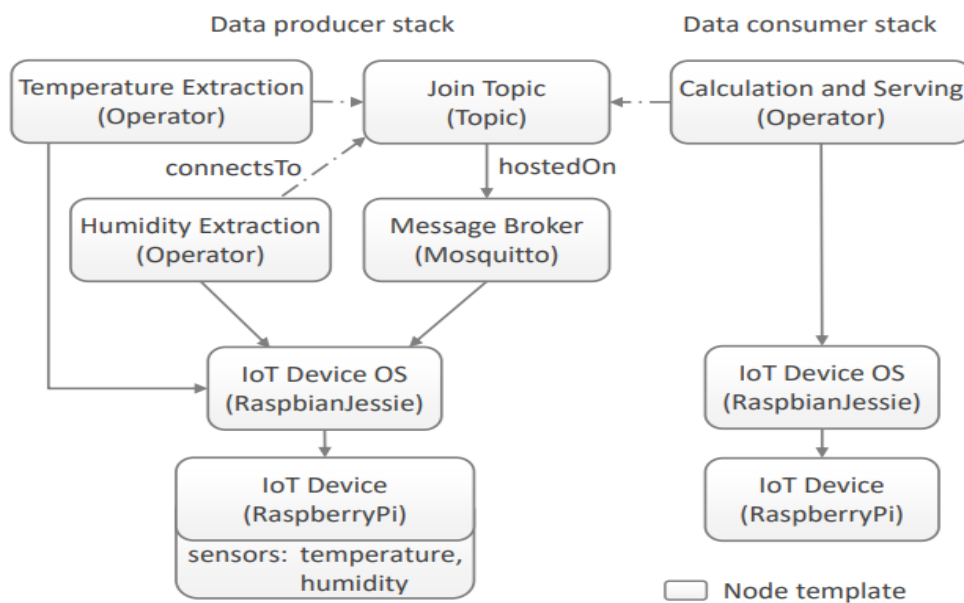 Data producer stack
Data consumer stack
Temperature Extraction
(Operator)
Join Topic
(Topic)
Calculation and Serving
(Operator)
connectsTo
hostedOn
Humidity Extraction
(Operator)
Message Broker
(Mosquitto)
IoT Device OS
(RaspbianJessie)
IoT Device OS
(RaspbianJessie)
IoT Device
(RaspberryPi)
sensors: temperature,
humidity
IoT Device
(RaspberryPi)
Node template